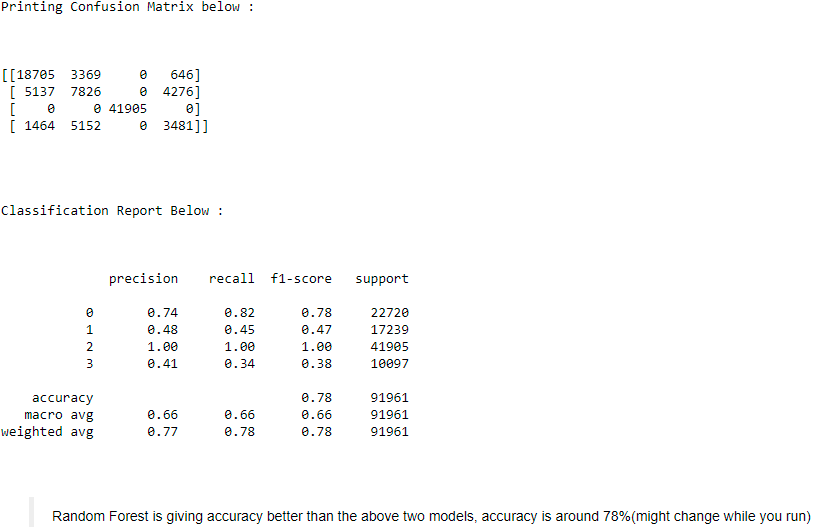 Printing Confusion Matrix below :
[[18705  3369     0   646]
 [ 5137  7826     0  4276]
 [    0     0 41905     0]
 [ 1464  5152     0  3481]]
Classification Report Below :
              precision    recall  f1-score   support
           0       0.74      0.82      0.78     22720
           1       0.48      0.45      0.47     17239
           2       1.00      1.00      1.00     41905
           3       0.41      0.34      0.38     10097
    accuracy                           0.78     91961
   macro avg       0.66      0.66      0.66     91961
weighted avg       0.77      0.78      0.78     91961
Random Forest is giving accuracy better than the above two models, accuracy is around 78%(might change while you run)